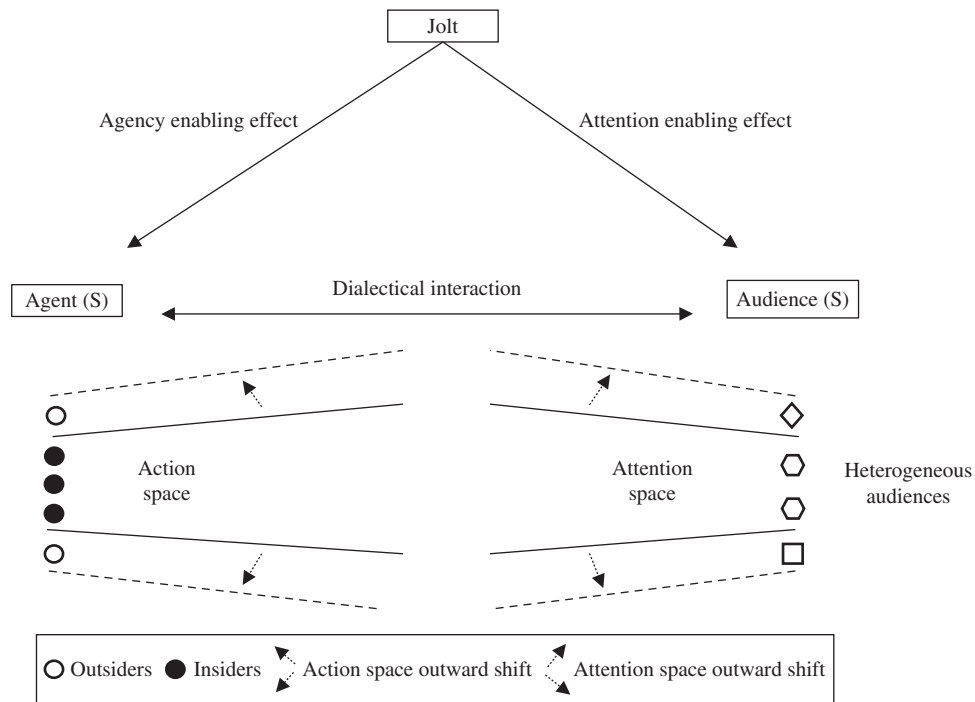 Jolt
Agency enabling effect
Attention enabling effect
Agent (S)
Dialectical interaction
Audience (S)
Action
space
Attention
space
Heterogeneous
audiences
Outsiders
Insiders
Action space outward shift
Attention space outward shift